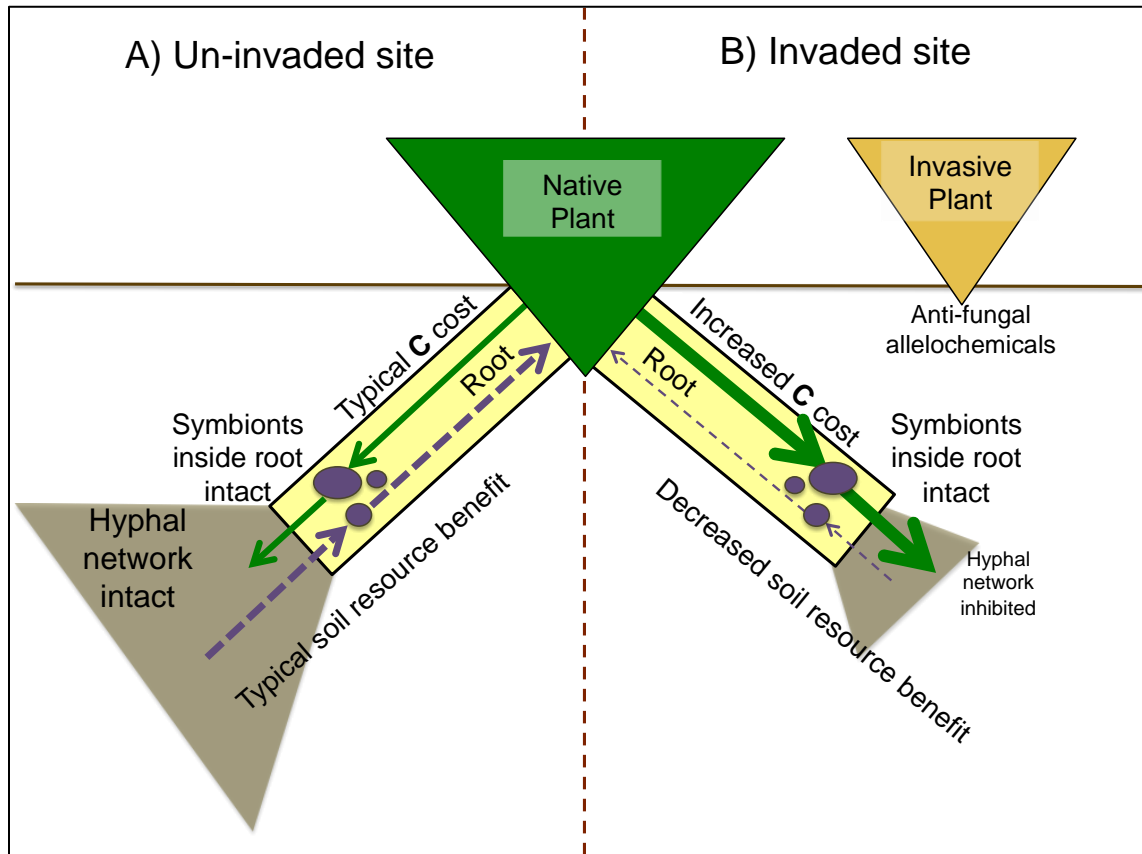 A) Un-invaded site
B) Invaded site
Native
Plant
Invasive
Plant
Anti-fungal
allelochemicals
Typical C cost
Root
Symbionts
inside root
intact
Hyphal
network
intact
Typical soil resource benefit
Increased C cost
Root
Symbionts
inside root
intact
Hyphal
network
inhibited
Decreased soil resource benefit